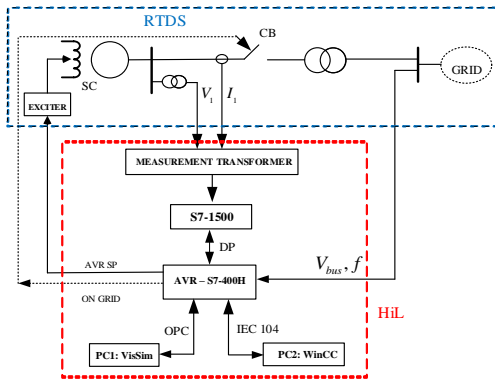 RTDS
CB
SC
GRID
EXCITER
V₁
I₁
MEASUREMENT TRANSFORMER
S7-1500
DP
AVR SP
AVR – S7-400H
V_bus, f
ON GRID
HiL
OPC
IEC 104
PC1: VisSim
PC2: WinCC